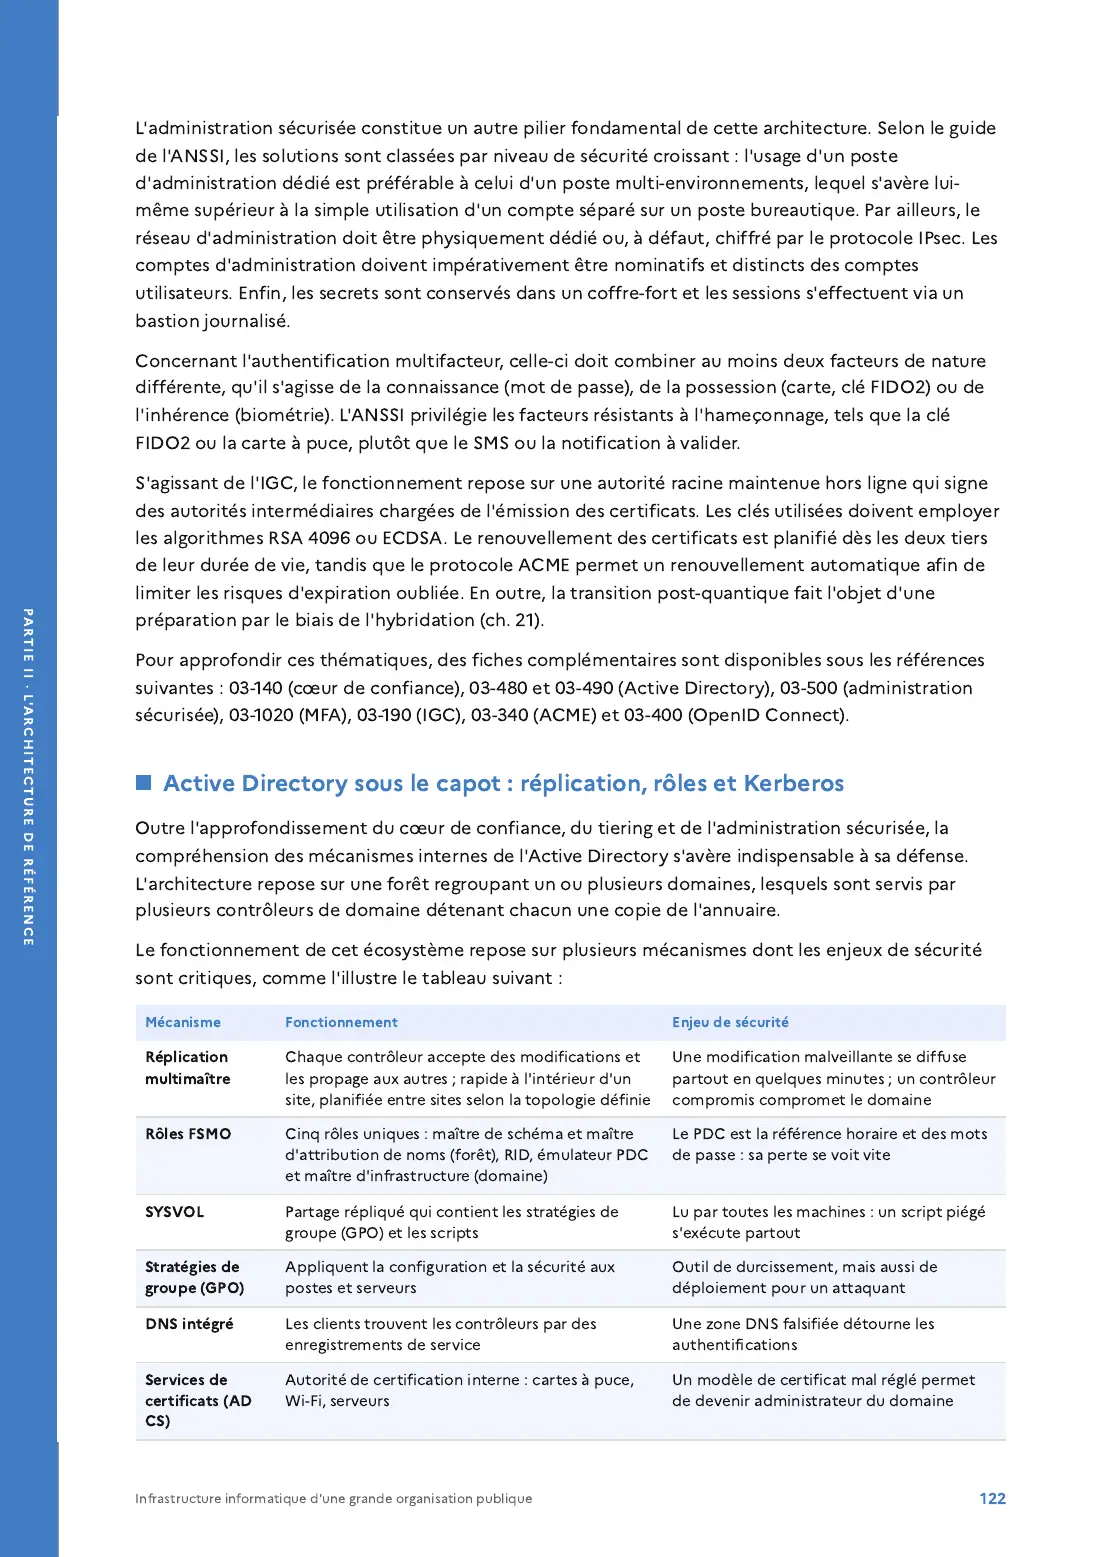 L'administration sécurisée constitue un autre pilier fondamental de cette architecture. Selon le guide
de l'ANSSI, les solutions sont classées par niveau de sécurité croissant : l'usage d'un poste
d'administration dédié est préférable à celui d'un poste multi-environnements, lequel s'avère lui-
même supérieur à la simple utilisation d'un compte séparé sur un poste bureautique. Par ailleurs, le
réseau d'administration doit être physiquement dédié ou, à défaut, chiffré par le protocole IPsec. Les
comptes d'administration doivent impérativement être nominatifs et distincts des comptes
utilisateurs. Enfin, les secrets sont conservés dans un coffre-fort et les sessions s'effectuent via un
bastion journalisé.
Concernant l'authentification multifacteur, celle-ci doit combiner au moins deux facteurs de nature
différente, qu'il s'agisse de la connaissance (mot de passe), de la possession (carte, clé FIDO2) ou de
l'inhérence (biométrie). L'ANSSI privilégie les facteurs résistants à l'hameçonnage, tels que la clé
FIDO2 ou la carte à puce, plutôt que le SMS ou la notification à valider.
S'agissant de l'IGC, le fonctionnement repose sur une autorité racine maintenue hors ligne qui signe
des autorités intermédiaires chargées de l'émission des certificats. Les clés utilisées doivent employer
les algorithmes RSA 4096 ou ECDSA. Le renouvellement des certificats est planifié dès les deux tiers
de leur durée de vie, tandis que le protocole ACME permet un renouvellement automatique afin de
limiter les risques d'expiration oubliée. En outre, la transition post-quantique fait l'objet d'une
préparation par le biais de l'hybridation (ch. 21).
Pour approfondir ces thématiques, des fiches complémentaires sont disponibles sous les références
suivantes : 03-140 (cœur de confiance), 03-480 et 03-490 (Active Directory), 03-500 (administration
sécurisée), 03-1020 (MFA), 03-190 (IGC), 03-340 (ACME) et 03-400 (OpenID Connect).
Active Directory sous le capot : réplication, rôles et Kerberos
Outre l'approfondissement du cœur de confiance, du tiering et de l'administration sécurisée, la
compréhension des mécanismes internes de l'Active Directory s'avère indispensable à sa défense.
L'architecture repose sur une forêt regroupant un ou plusieurs domaines, lesquels sont servis par
plusieurs contrôleurs de domaine détenant chacun une copie de l'annuaire.
Le fonctionnement de cet écosystème repose sur plusieurs mécanismes dont les enjeux de sécurité
sont critiques, comme l'illustre le tableau suivant :
Mécanisme Fonctionnement Enjeu de sécurité
Réplication Chaque contrôleur accepte des modifications et Une modification malveillante se diffuse
multimaître les propage aux autres ; rapide à l'intérieur d'un partout en quelques minutes ; un contrôleur
site, planifiée entre sites selon la topologie définie compromis compromet le domaine
Rôles FSMO Cinq rôles uniques : maître de schéma et maître Le PDC est la référence horaire et des mots
d'attribution de noms (forêt), RID, émulateur PDC de passe : sa perte se voit vite
et maître d'infrastructure (domaine)
SYSVOL Partage répliqué qui contient les stratégies de Lu par toutes les machines : un script piégé
groupe (GPO) et les scripts s'exécute partout
Stratégies de Appliquent la configuration et la sécurité aux Outil de durcissement, mais aussi de
groupe (GPO) postes et serveurs déploiement pour un attaquant
DNS intégré Les clients trouvent les contrôleurs par des Une zone DNS falsifiée détourne les
enregistrements de service authentifications
Services de Autorité de certification interne : cartes à puce, Un modèle de certificat mal réglé permet
certificats (AD Wi-Fi, serveurs de devenir administrateur du domaine
CS)
PARTIE II · L'ARCHITECTURE DE RÉFÉRENCE
Infrastructure informatique d'une grande organisation publique 122